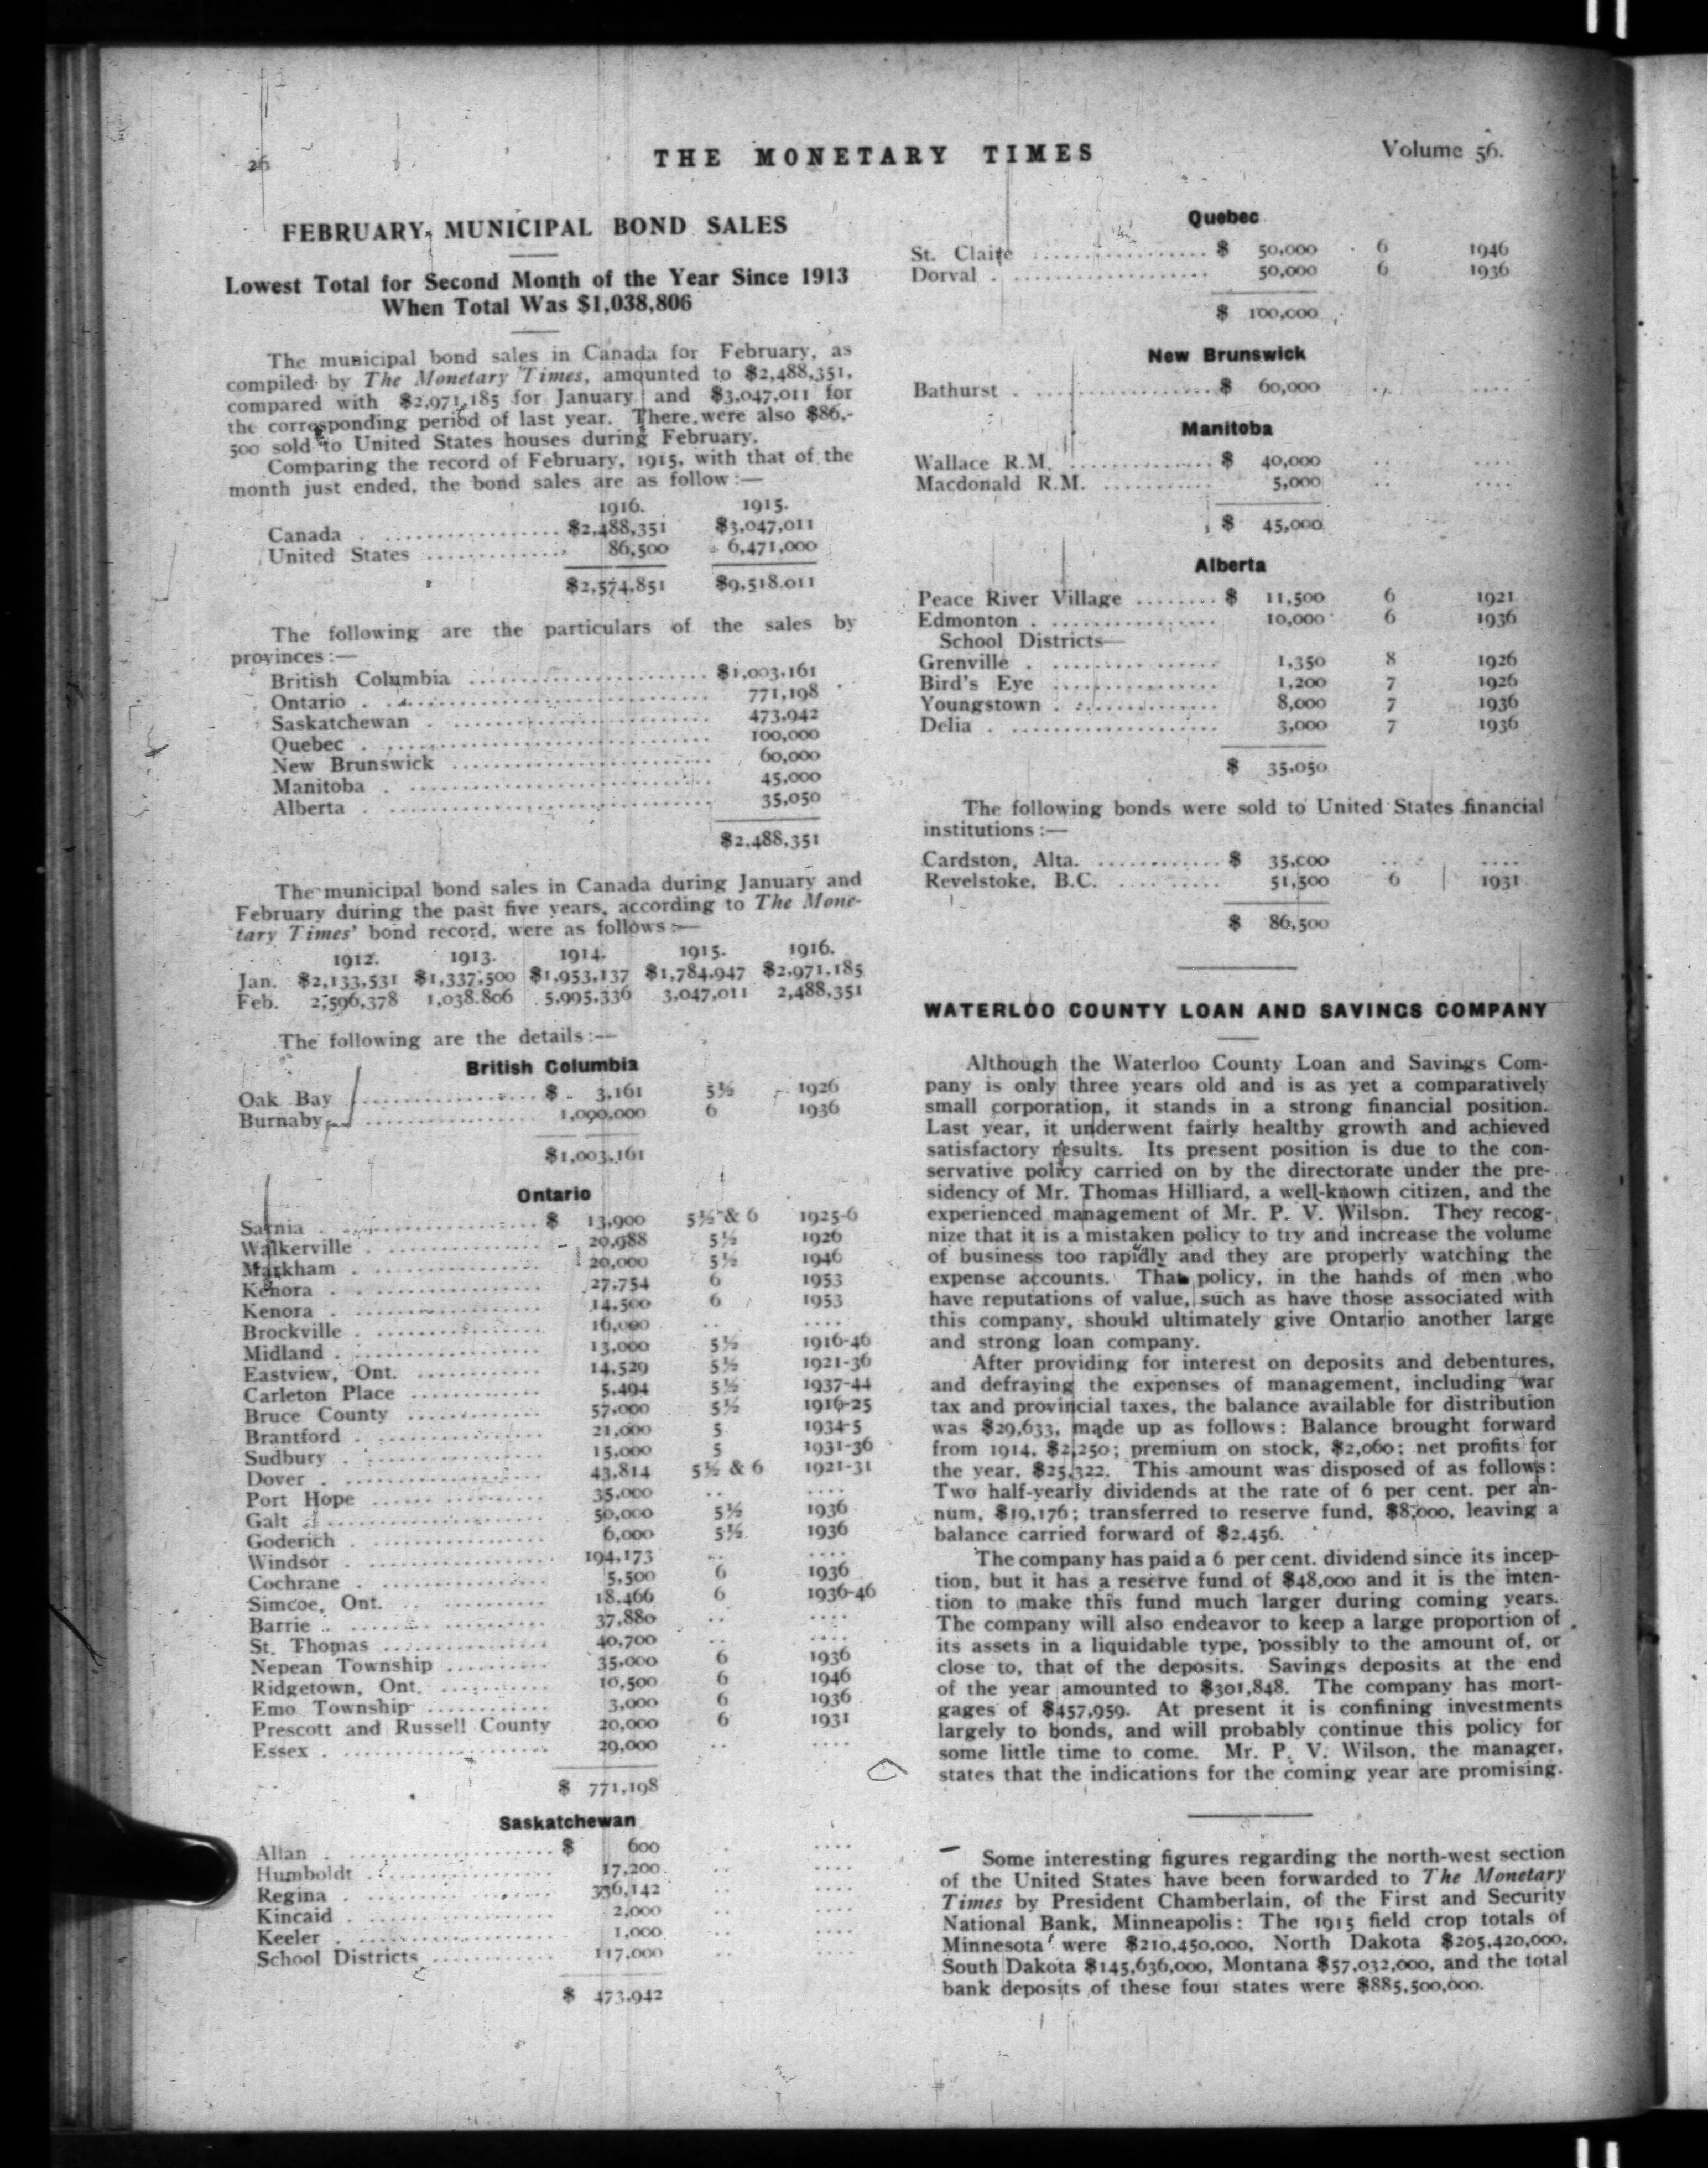 26
THE MONETARY TIMES
Volume 56.
FEBRUARY MUNICIPAL BOND SALES
Lowest Total for Second Month of the Year Since 1913
When Total Was $1,038,806
The municipal bond sales in Canada for February, as
compiled by The Monetary Times, amounted to $2,488,351,
compared with $2,971,185 for January and $3,047,011 for
the corresponding period of last year. There were also $86,-
500 sold to United States houses during February.
Comparing the record of February, 1915, with that of the
month just ended, the bond sales are as follow:—
1916. 1915.
Canada . ................ $2,488,351 $3,047,011
United States ............. 86,500 6,471,000
$2,574,851 $9,518,011
The following are the particulars of the sales by
provinces:—
British Columbia ...................... $1,003,161
Ontario . .............................. 771,198
Saskatchewan . ........................ 473,942
Quebec . .............................. 100,000
New Brunswick ........................ 60,000
Manitoba . ............................ 45,000
Alberta . .............................. 35,050
$2,488,351
The municipal bond sales in Canada during January and
February during the past five years, according to The Mone-
tary Times' bond record, were as follows:—
1912. 1913. 1914. 1915. 1916.
Jan. $2,133,531 $1,337,500 $1,953,137 $1,784,947 $2,971,185
Feb. 2,596,378 1,038,806 5,995,336 3,047,011 2,488,351
The following are the details:—
British Columbia
Oak Bay ................. $ 3,161 5½ 1926
Burnaby ................. 1,000,000 6 1936
$1,003,161
Ontario
Sarnia . ................... $ 13,900 5½ & 6 1925-6
Walkerville . .............. 20,988 5½ 1926
Markham . ................ 20,000 5½ 1946
Kenora . .................. 27,754 6 1953
Kenora . .................. 14,500 6 1953
Brockville . ............... 16,000 .. ....
Midland . ................. 13,000 5½ 1916-46
Eastview, Ont. ............ 14,529 5½ 1921-36
Carleton Place ............ 5,494 5½ 1937-44
Bruce County ............. 57,000 5½ 1916-25
Brantford . ............... 21,000 5 1934-5
Sudbury . ................. 15,000 5 1931-36
Dover . ................... 43,814 5½ & 6 1921-31
Port Hope ................ 35,000 .. ....
Galt . ..................... 50,000 5½ 1936
Goderich . ................ 6,000 5½ 1936
Windsor . ................. 194,173 .. ....
Cochrane . ................ 5,500 6 1936
Simcoe, Ont. ............. 18,466 6 1936-46
Barrie . ................... 37,880 .. ....
St. Thomas ............... 40,700 .. ....
Nepean Township .......... 35,000 6 1936
Ridgetown, Ont. .......... 10,500 6 1946
Emo Township ............ 3,000 6 1936
Prescott and Russell County 20,000 6 1931
Essex . .................... 29,000 .. ....
$ 771,198
Saskatchewan
Allan . ..................... $ 600 .. ....
Humboldt . ................ 17,200 .. ....
Regina . ................... 336,142 .. ....
Kincaid . .................. 2,000 .. ....
Keeler . ................... 1,000 .. ....
School Districts ............ 117,000 .. ....
$ 473,942
Quebec
St. Claire ................. $ 50,000 6 1946
Dorval . .................. 50,000 6 1936
$ 100,000
New Brunswick
Bathurst . ................ $ 60,000 .. ....
Manitoba
Wallace R.M. .............. $ 40,000 .. ....
Macdonald R.M. ........... 5,000 .. ....
$ 45,000
Alberta
Peace River Village ........ $ 11,500 6 1921
Edmonton . ................ 10,000 6 1936
School Districts—
Grenville . ................ 1,350 8 1926
Bird's Eye ................ 1,200 7 1926
Youngstown . .............. 8,000 7 1936
Delia . .................... 3,000 7 1936
$ 35,050
The following bonds were sold to United States financial
institutions:—
Cardston, Alta. ............ $ 35,000 .. ....
Revelstoke, B.C. .......... 51,500 6 1931
$ 86,500
WATERLOO COUNTY LOAN AND SAVINGS COMPANY
Although the Waterloo County Loan and Savings Com-
pany is only three years old and is as yet a comparatively
small corporation, it stands in a strong financial position.
Last year, it underwent fairly healthy growth and achieved
satisfactory results. Its present position is due to the con-
servative policy carried on by the directorate under the pre-
sidency of Mr. Thomas Hilliard, a well-known citizen, and the
experienced management of Mr. P. V. Wilson. They recog-
nize that it is a mistaken policy to try and increase the volume
of business too rapidly and they are properly watching the
expense accounts. That policy, in the hands of men who
have reputations of value, such as have those associated with
this company, should ultimately give Ontario another large
and strong loan company.
After providing for interest on deposits and debentures,
and defraying the expenses of management, including war
tax and provincial taxes, the balance available for distribution
was $29,633, made up as follows: Balance brought forward
from 1914, $2,250; premium on stock, $2,060; net profits for
the year, $25,322. This amount was disposed of as follows:
Two half-yearly dividends at the rate of 6 per cent. per an-
num, $19,176; transferred to reserve fund, $8,000, leaving a
balance carried forward of $2,456.
The company has paid a 6 per cent. dividend since its incep-
tion, but it has a reserve fund of $48,000 and it is the inten-
tion to make this fund much larger during coming years.
The company will also endeavor to keep a large proportion of
its assets in a liquidable type, possibly to the amount of, or
close to, that of the deposits. Savings deposits at the end
of the year amounted to $301,848. The company has mort-
gages of $457,959. At present it is confining investments
largely to bonds, and will probably continue this policy for
some little time to come. Mr. P. V. Wilson, the manager,
states that the indications for the coming year are promising.
Some interesting figures regarding the north-west section
of the United States have been forwarded to The Monetary
Times by President Chamberlain, of the First and Security
National Bank, Minneapolis: The 1915 field crop totals of
Minnesota were $210,450,000, North Dakota $205,420,000,
South Dakota $145,636,000, Montana $57,032,000, and the total
bank deposits of these four states were $885,500,000.